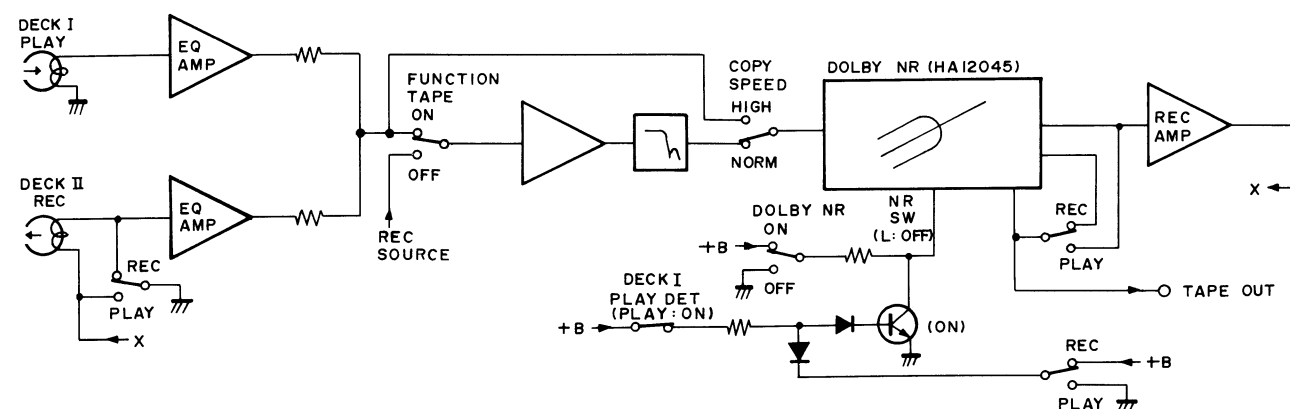 DECK I
PLAY
EQ
AMP
FUNCTION
TAPE
ON
OFF
REC
SOURCE
COPY
SPEED
HIGH
NORM
DOLBY NR (HA12045)
REC
AMP
X
DECK II
REC
EQ
AMP
REC
PLAY
X
DOLBY NR
ON
+B
OFF
NR
SW
(L: OFF)
REC
PLAY
TAPE OUT
DECK I
PLAY DET
(PLAY: ON)
+B
(ON)
REC
+B
PLAY